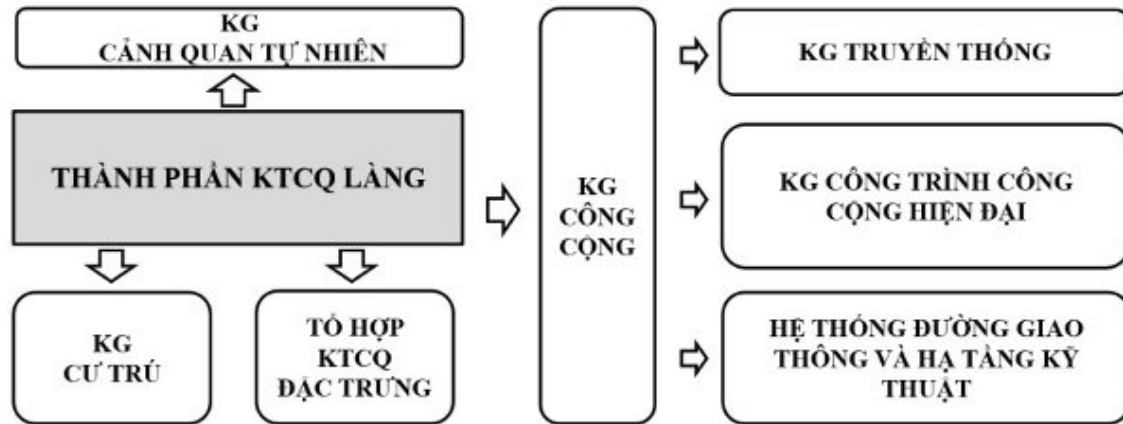 KG
CẢNH QUAN TỰ NHIÊN
THÀNH PHẦN KTCQ LÀNG
KG
CƯ TRÚ
TỔ HỢP
KTCQ
ĐẶC TRƯNG
KG
CÔNG
CỘNG
KG TRUYỀN THỐNG
KG CÔNG TRÌNH CÔNG
CỘNG HIỆN ĐẠI
HỆ THỐNG ĐƯỜNG GIAO
THÔNG VÀ HẠ TẦNG KỸ
THUẬT